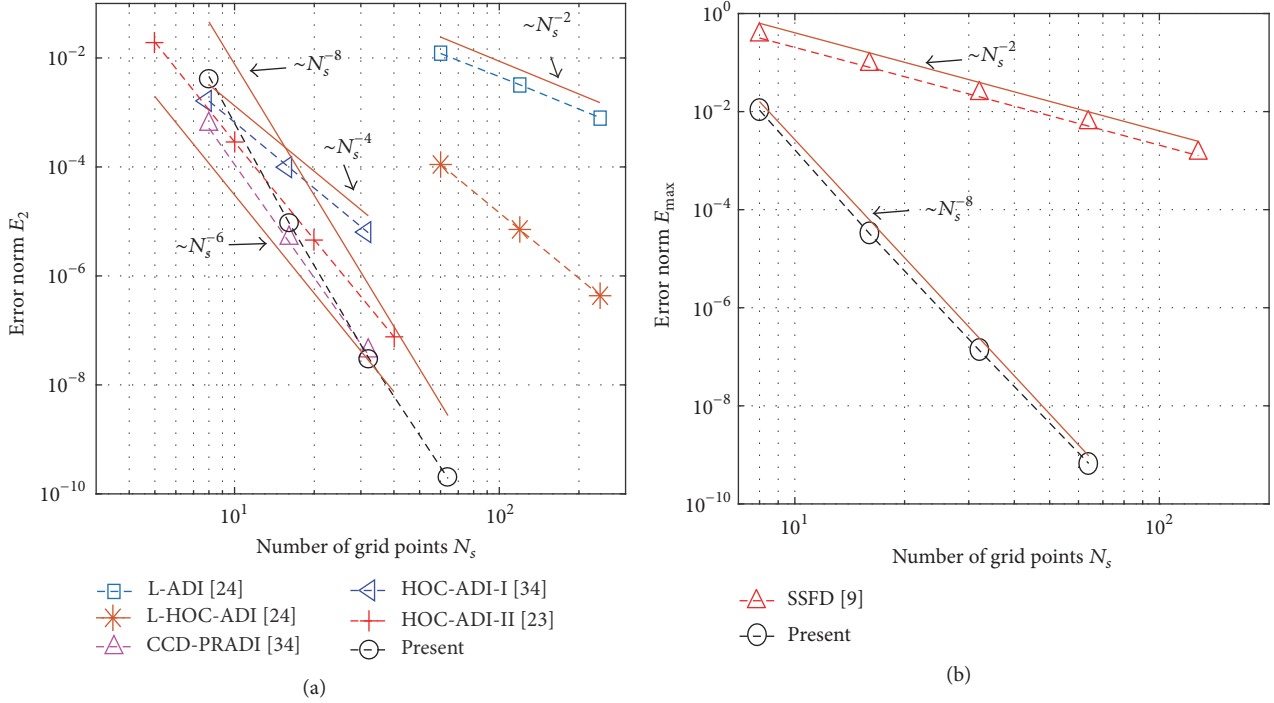 10^{-2}
10^{-4}
10^{-6}
10^{-8}
10^{-10}
Error norm E_2
~N_s^{-8}
~N_s^{-2}
~N_s^{-4}
~N_s^{-6}
10^1
10^2
Number of grid points N_s
L-ADI [24]
L-HOC-ADI [24]
CCD-PRADI [34]
HOC-ADI-I [34]
HOC-ADI-II [23]
Present
(a)
10^0
10^{-2}
10^{-4}
10^{-6}
10^{-8}
10^{-10}
Error norm E_{max}
~N_s^{-2}
~N_s^{-8}
10^1
10^2
Number of grid points N_s
SSFD [9]
Present
(b)